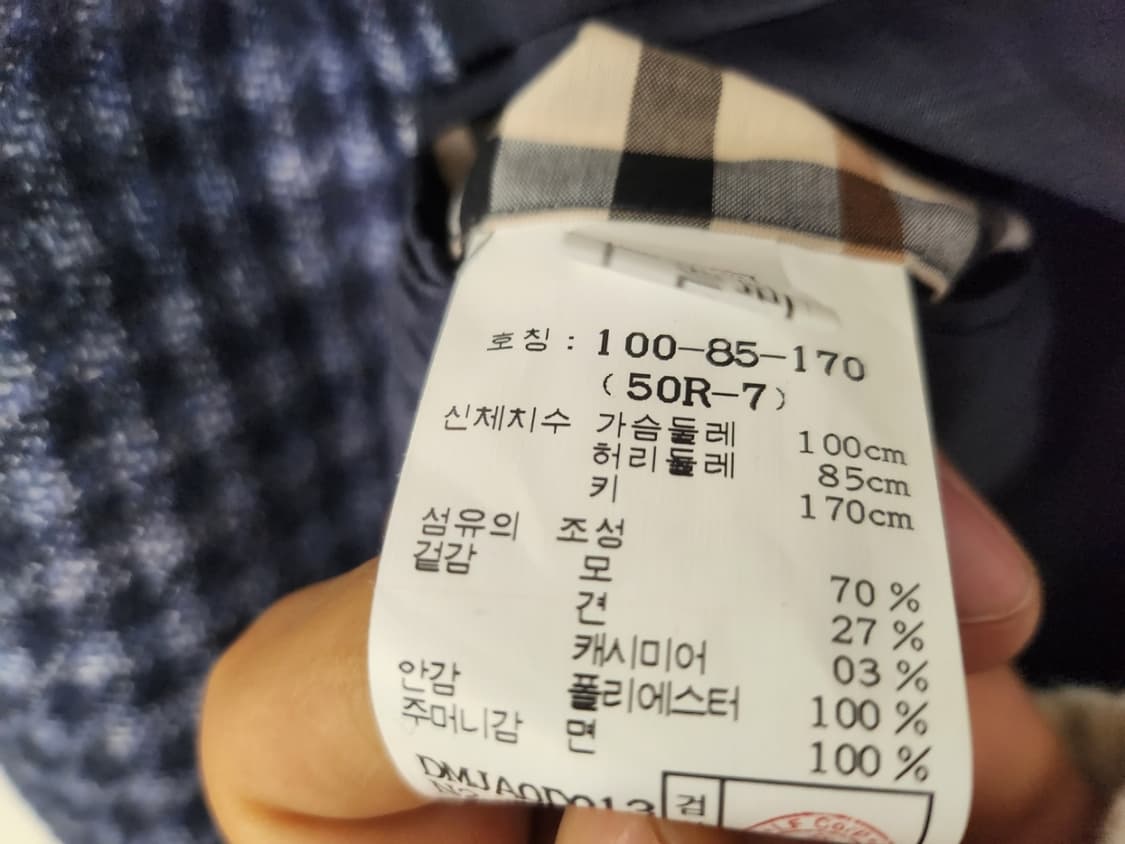 호칭 : 100-85-170
(50R-7)
신체치수 가슴둘레 100cm
허리둘레 85cm
키 170cm
섬유의 조성
겉감 모 70 %
견 27 %
캐시미어 03 %
안감 폴리에스터 100 %
주머니감 면 100 %
검